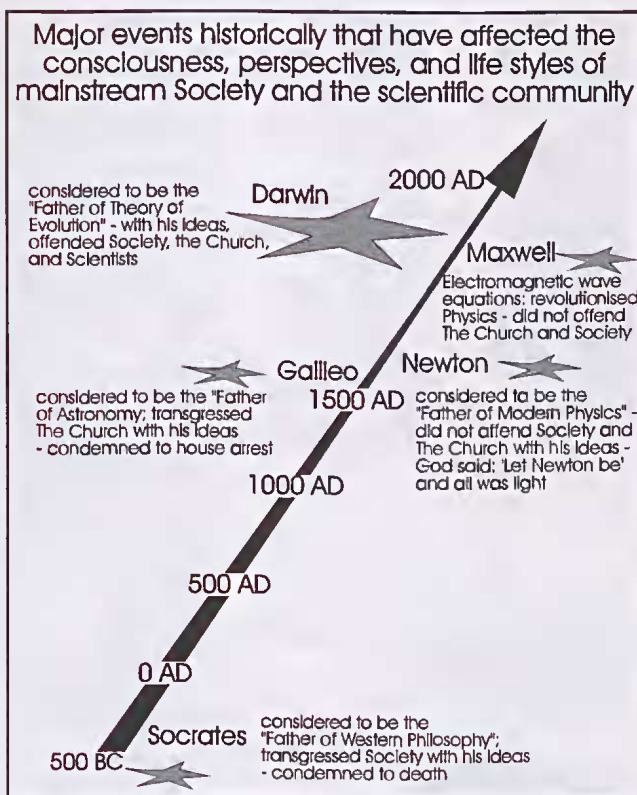 Major events historically that have affected the
consciousness, perspectives, and life styles of
mainstream Society and the scientific community
2000 AD
considered to be the
"Father of Theory of
Evolution" - with his ideas,
offended Society, the Church,
and Scientists
Darwin
Maxwell
Electromagnetic wave
equations: revolutionised
Physics - did not offend
The Church and Society
Galileo
Newton
considered to be the "Father
of Astronomy; transgressed
The Church with his ideas
- condemned to house arrest
1500 AD
considered to be the
"Father of Modern Physics" -
did not affend Society and
The Church with his ideas -
God said: 'Let Newton be'
and all was light
1000 AD
500 AD
0 AD
Socrates
considered to be the
"Father of Western Philosophy";
transgressed Society with his ideas
- condemned to death
500 BC